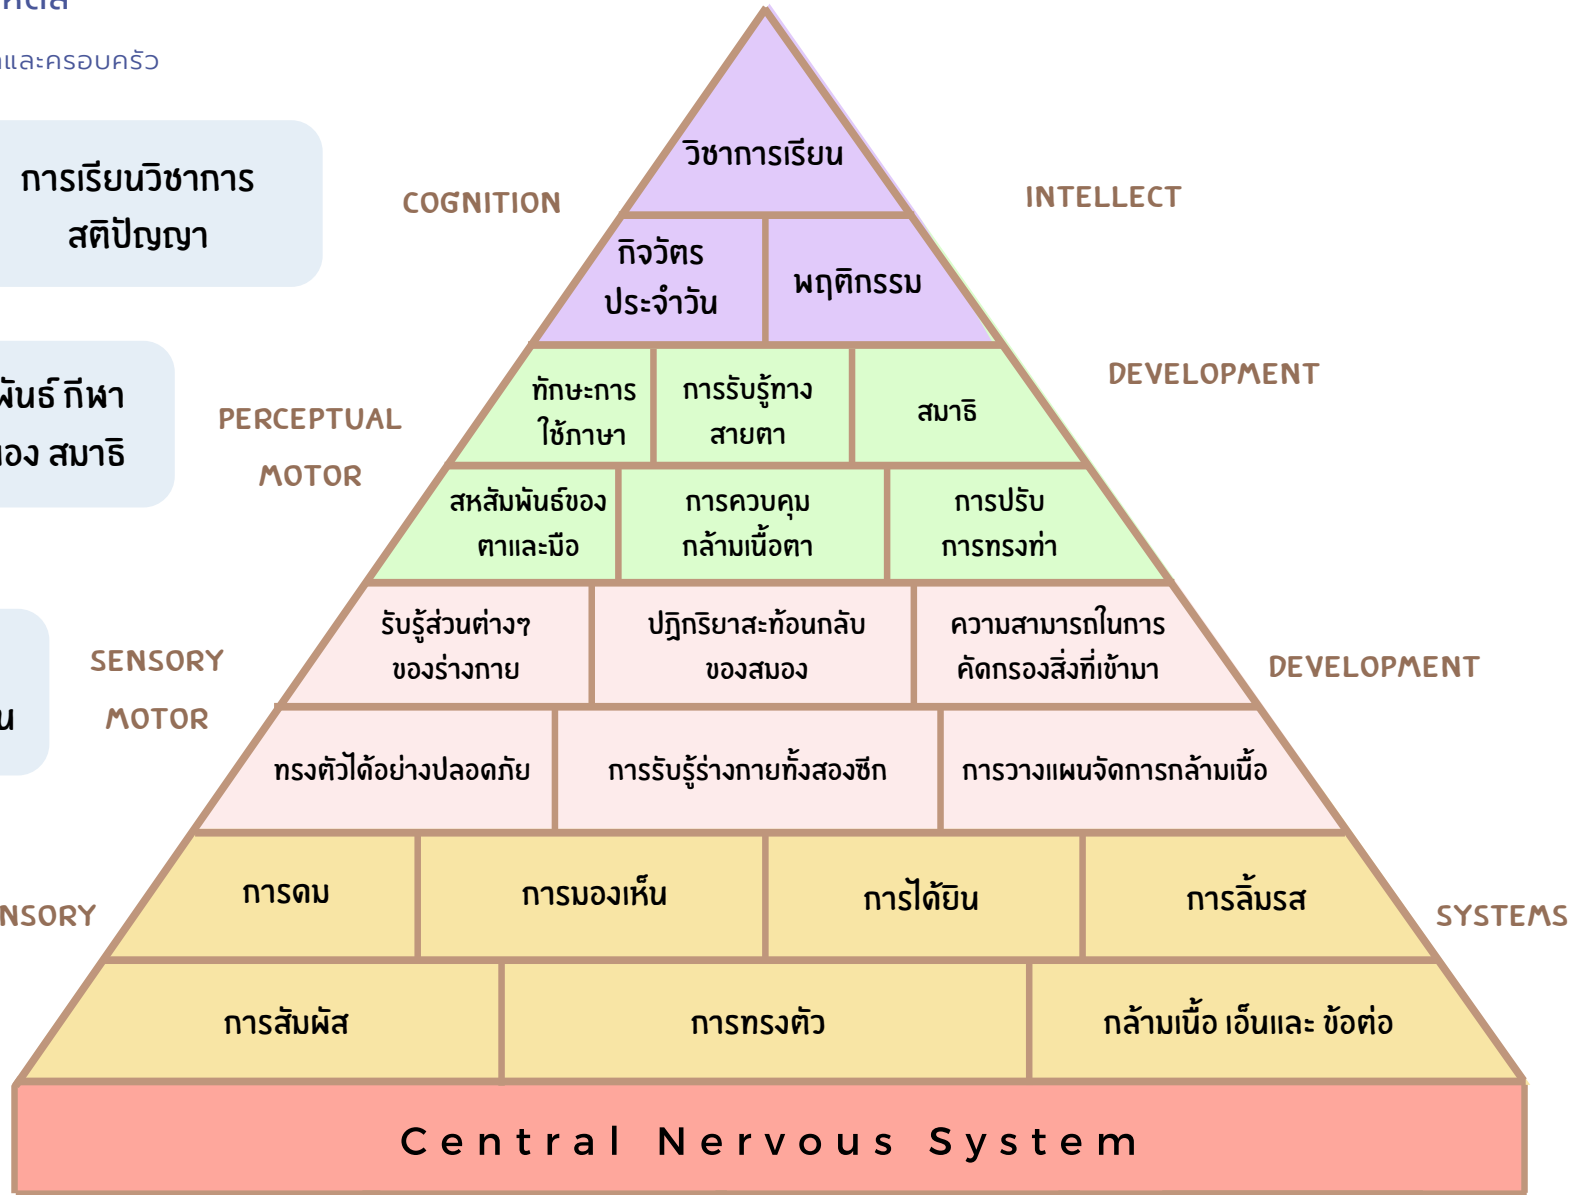 และครอบครัว
การเรียนวิชาการ
สติปัญญา
COGNITION
INTELLECT
วิชาการเรียน
กิจวัตร
ประจำวัน
พฤติกรรม
กีฬา
สมาธิ
PERCEPTUAL
MOTOR
DEVELOPMENT
ทักษะการ
ใช้ภาษา
การรับรู้ทาง
สายตา
สมาธิ
สหสัมพันธ์ของ
ตาและมือ
การควบคุม
กล้ามเนื้อตา
การปรับ
การทรงท่า
SENSORY
MOTOR
DEVELOPMENT
รับรู้ส่วนต่างๆ
ของร่างกาย
ปฏิกริยาสะท้อนกลับ
ของสมอง
ความสามารถในการ
คัดกรองสิ่งที่เข้ามา
ทรงตัวได้อย่างปลอดภัย
การรับรู้ร่างกายทั้งสองซีก
การวางแผนจัดการกล้ามเนื้อ
NSORY
SYSTEMS
การดม
การมองเห็น
การได้ยิน
การลิ้มรส
การสัมผัส
การทรงตัว
กล้ามเนื้อ เอ็นและ ข้อต่อ
Central Nervous System